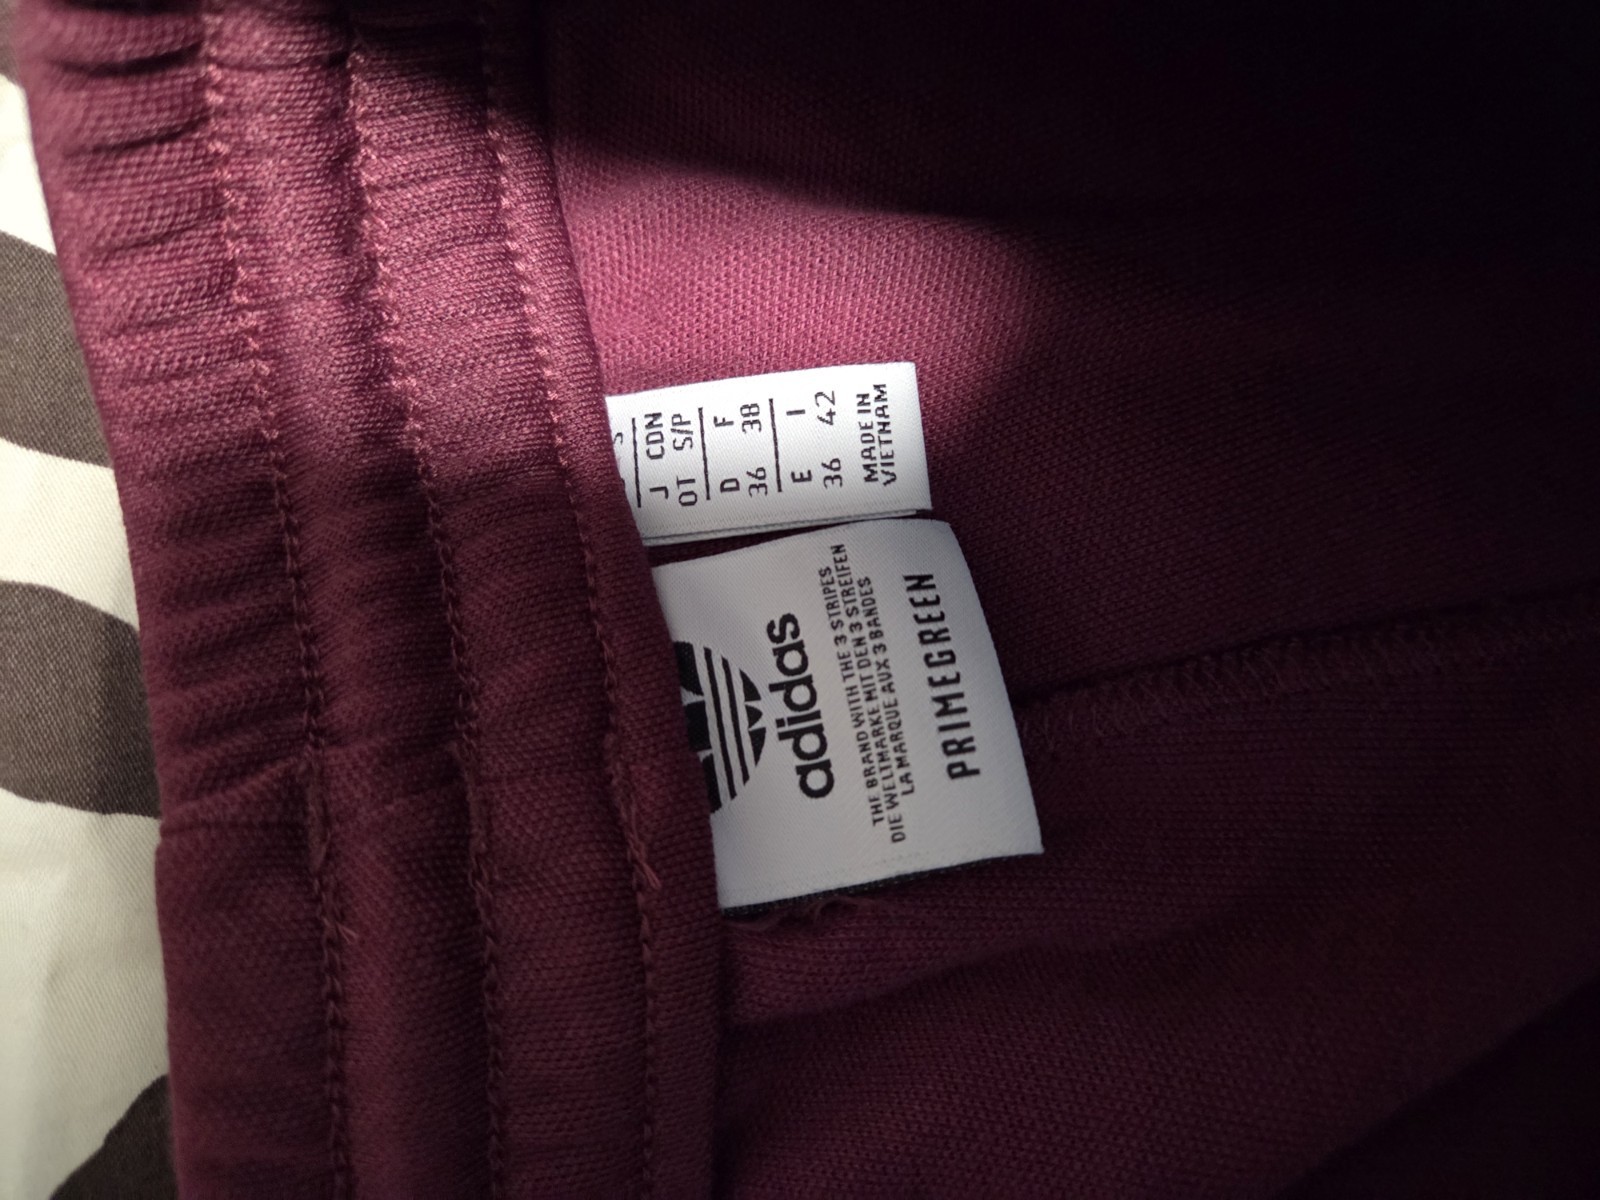 J CDN
OT S/P
D F
36 38
E I
36 42
MADE IN
VIETNAM
adidas
THE BRAND WITH THE 3 STRIPES
DIE WELTMARKE MIT DEN 3 STREIFEN
LA MARQUE AUX 3 BANDES
PRIMEGREEN